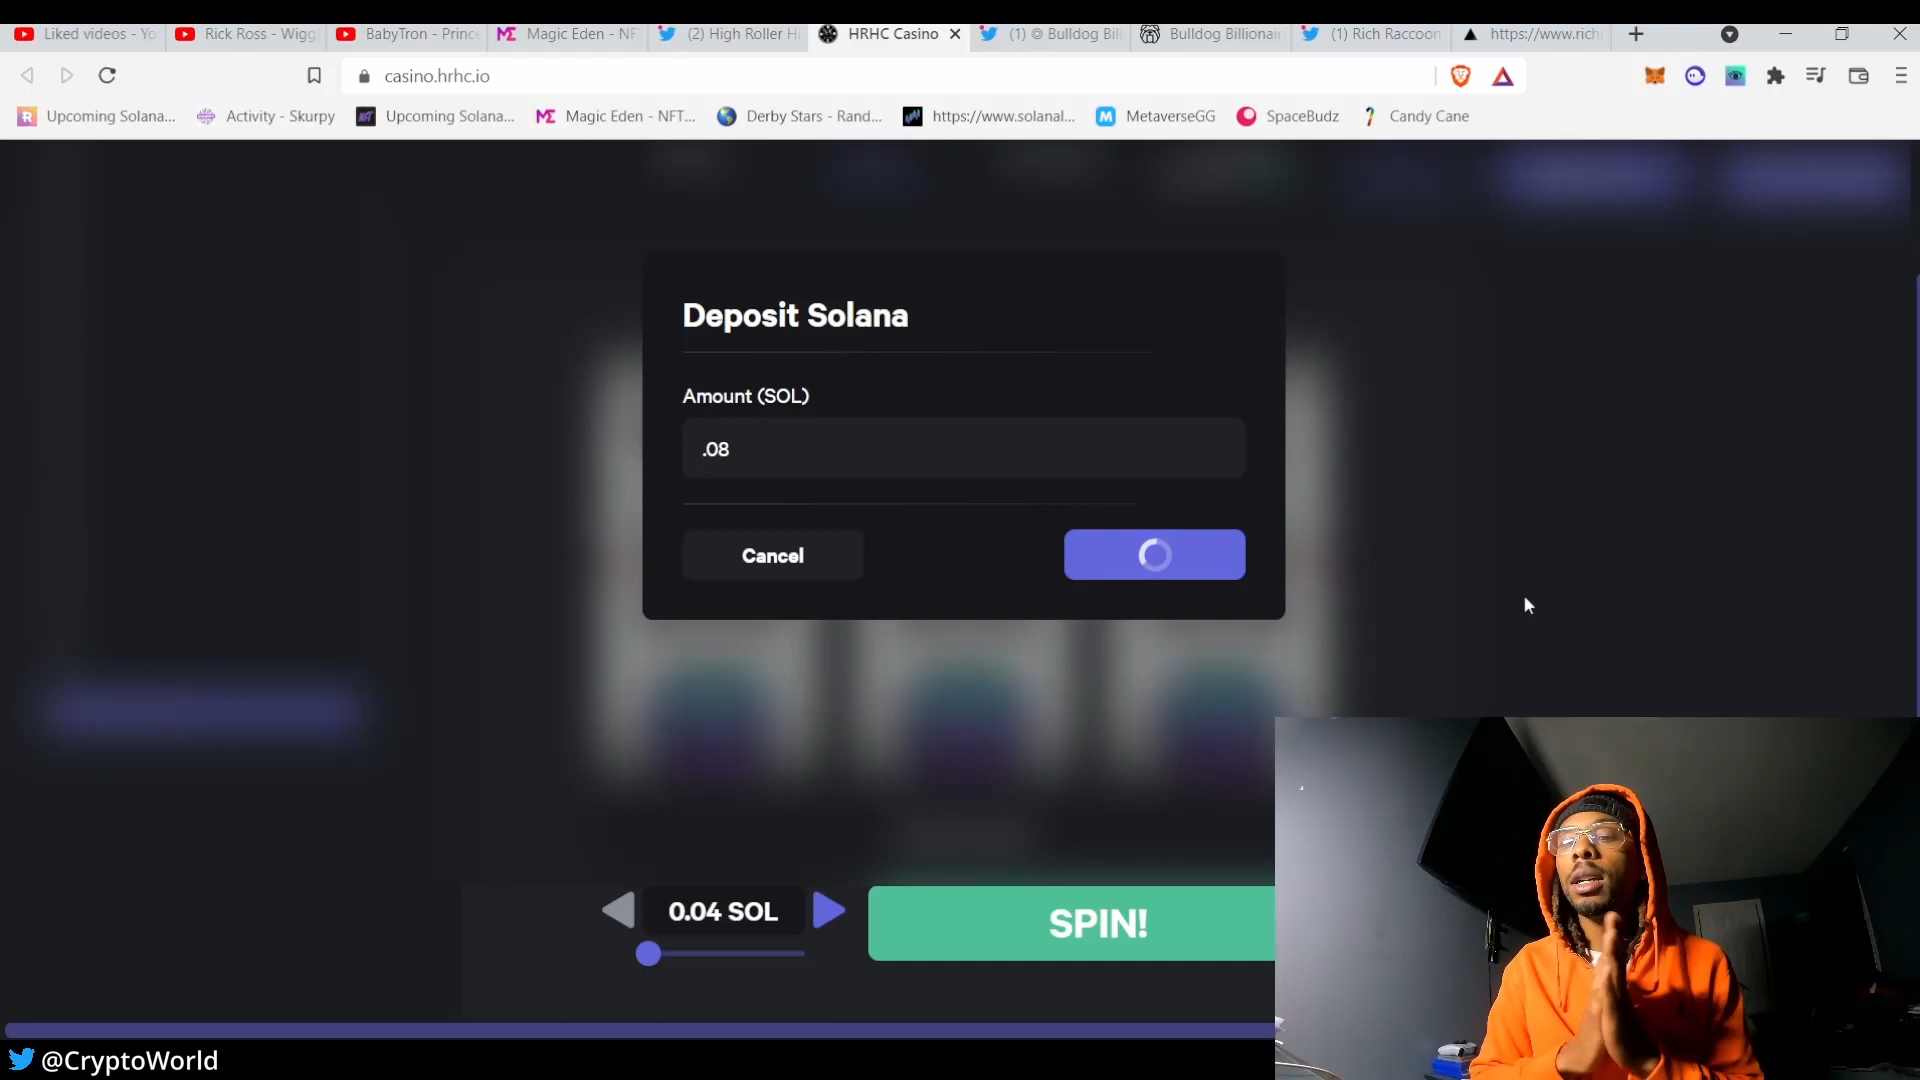 Liked videos - Yo
Rick Ross - Wigg
BabyTron - Prince
Magic Eden - NF
(2) High Roller H
HRHC Casino
(1) @ Bulldog Bil
Bulldog Billionair
(1) Rich Raccoon
https://www.rich
casino.hrhc.io
Upcoming Solana...
Activity - Skurpy
Upcoming Solana...
Magic Eden - NFT...
Derby Stars - Rand...
https://www.solanal...
MetaverseGG
SpaceBudz
Candy Cane
Deposit Solana
Amount (SOL)
.08
Cancel
0.04 SOL
SPIN!
@CryptoWorld